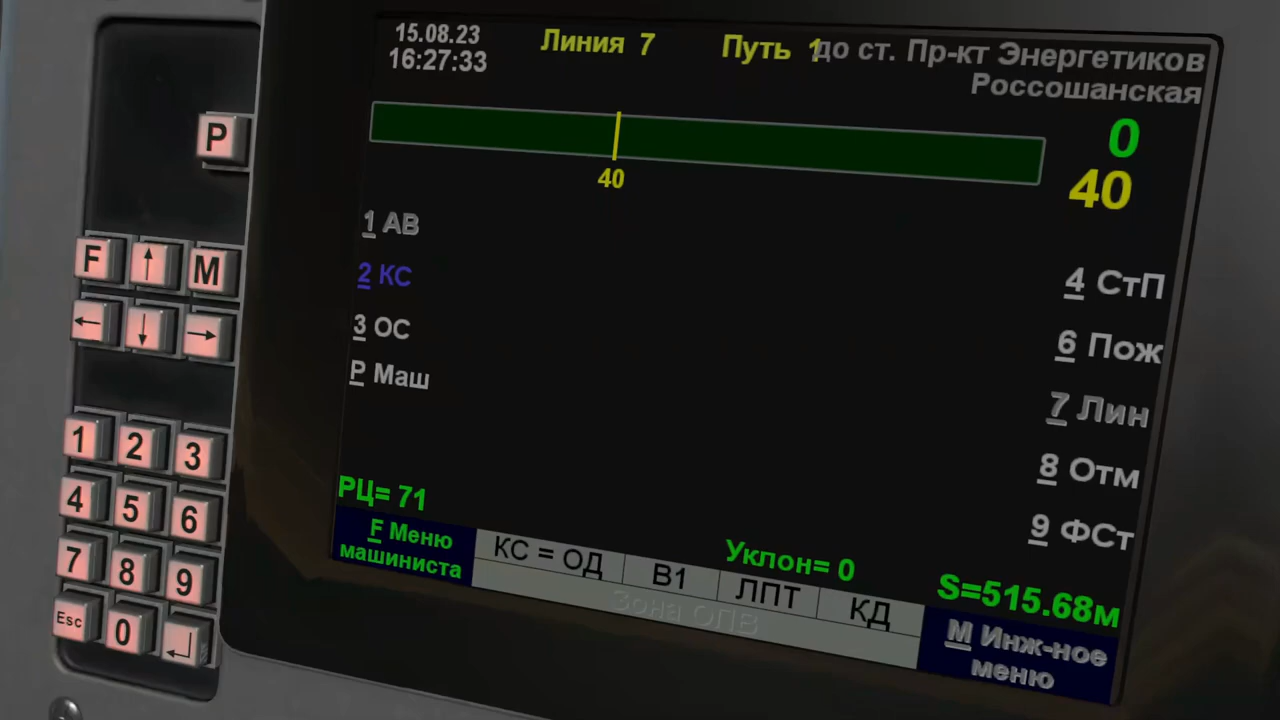 15.08.23
16:27:33
Линия 7
Путь 1
до ст. Пр-кт Энергетиков
Россошанская
0
40
40
1 АВ
2 КС
3 ОС
Р Маш
4 СтП
6 Пож
7 Лин
8 Отм
9 ФСт
РЦ= 71
F Меню
машиниста
КС = ОД
В1
ЛПТ
КД
Уклон= 0
Зона ОПВ
S=515.68м
М Инж-ное
меню
P
F ↑ M
← ↓ →
1 2 3
4 5 6
7 8 9
Esc 0 ↵